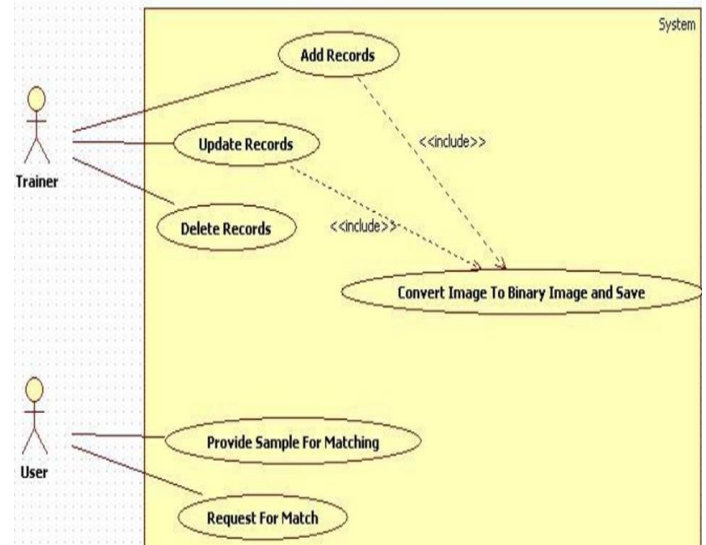 System
Add Records
<<include>>
Update Records
Trainer
Delete Records
<<include>>
Convert Image To Binary Image and Save
Provide Sample For Matching
User
Request For Match